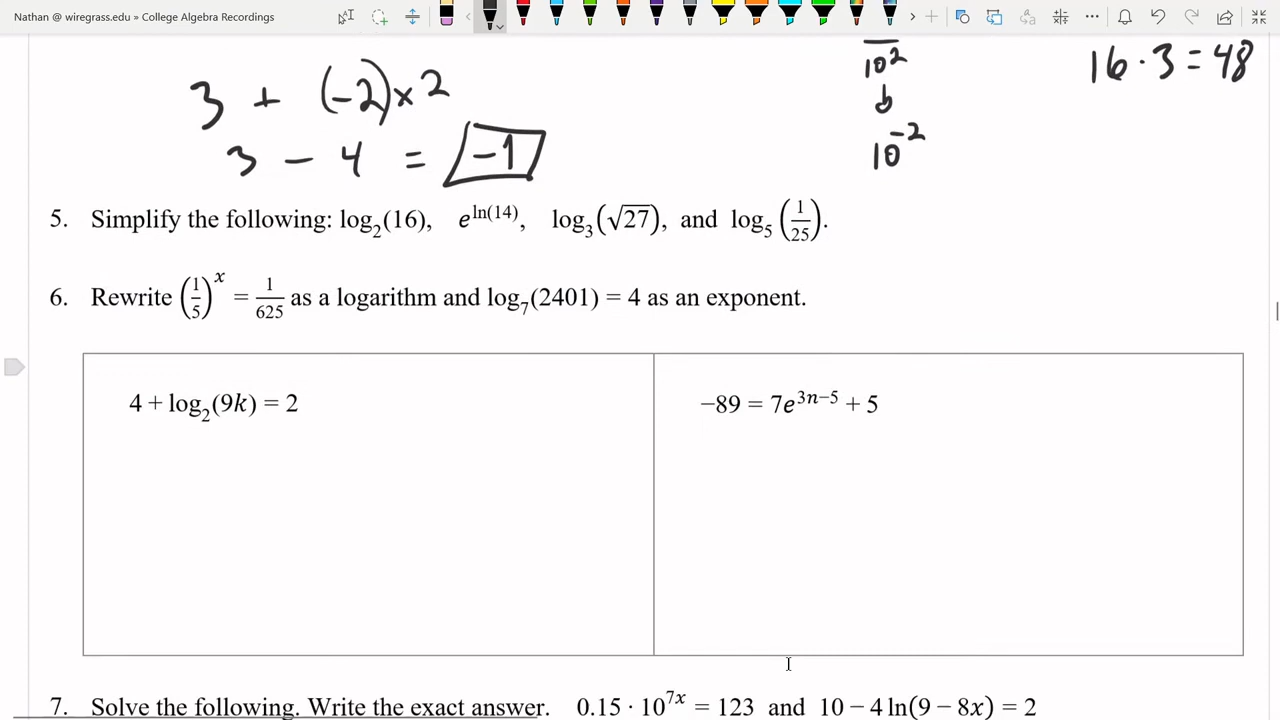 Nathan @ wiregrass.edu » College Algebra Recordings
3 + (-2)×2
3 - 4 = -1
10²
10⁻²
16·3=48
5. Simplify the following: log₂(16), e^ln(14), log₃(√27), and log₅(1/25).
6. Rewrite (1/5)^x = 1/625 as a logarithm and log₇(2401) = 4 as an exponent.
4 + log₂(9k) = 2
−89 = 7e^(3n−5) + 5
7. Solve the following. Write the exact answer. 0.15 · 10^(7x) = 123 and 10 − 4 ln(9 − 8x) = 2